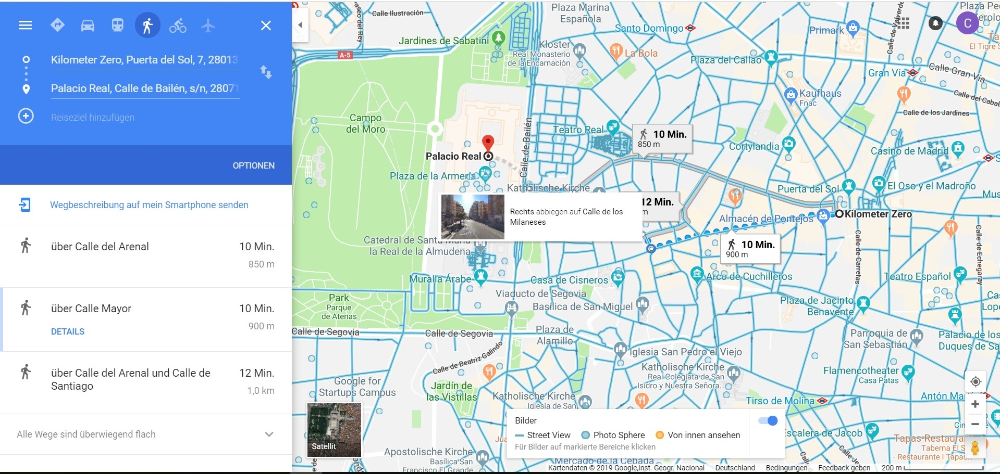 Kilometer Zero, Puerta del Sol, 7, 28013
Palacio Real, Calle de Bailén, s/n, 28071
Reiseziel hinzufügen
OPTIONEN
Wegbeschreibung auf mein Smartphone senden
über Calle del Arenal
10 Min.
850 m
über Calle Mayor
10 Min.
900 m
DETAILS
über Calle del Arenal und Calle de
Santiago
12 Min.
1,0 km
Alle Wege sind überwiegend flach
Calle Ilustración
Plaza Marina
Española
Santo Domingo
Primark
Calle de Valverde
C
Jardines de Sabatini
Kloster
Real Monasterio
de la Encarnación
La Bola
Plaza del Callao
El Tigre
A-5
Gran Vía
Calle Gran Vía
Kaufhaus
Fnac
Calle de los Jardines
Campo
del Moro
Teatro Real
Calle de Bailén
10 Min.
850 m
Cortylandia
Casino de Madrid
Palacio Real
Plaza de la Armería
Katholische Kirche
Puerta del Sol
El Oso y el Madroño
12 Min.
m
Rechts abbiegen auf Calle de los
Milaneses
Almacén de Pontejos
Kilometer Zero
Catedral de Santa María
la Real de la Almudena
10 Min.
900 m
Calle de Carretas
Calle de Echegaray
Muralla Árabe
Casa de Cisneros
Arco de Cuchilleros
Teatro Español
Viaducto de Segovia
Basílica de San Miguel
Plaza de Jacinto
Benavente
Park
Parque
de Atenas
Calle de Segovia
Calle de Segovia
Plaza de
Alamillo
Parroquia de
San Sebastián
Palacio de los
Duques de Sa
Iglesia San Pedro el Viejo
Calle de Beatriz Galindo
Katholische Kirche
Real Colegiata de San
Isidro y Nuestra Señora...
Flamencotheater
Casa Patas
Google for
Startups Campus
Jardín de
las Vistillas
Katholische Kirche
Iglesia de San
Tirso de Molina
Antón Ma
Satellit
Bilder
Street View
Photo Sphere
Von innen ansehen
Für Bilder auf markierte Bereiche klicken
Escalera de Jacob
Tapas Restaura
Taberna El S
- Restaurante | Tapas...
Apostolische Kirche
Basílica San
Francisco El Grande
Mercado de la Cebada
Kartendaten © 2019 Google,Inst. Geogr. Nacional
Deutschland
Bedingungen
Feedback geben
200 m